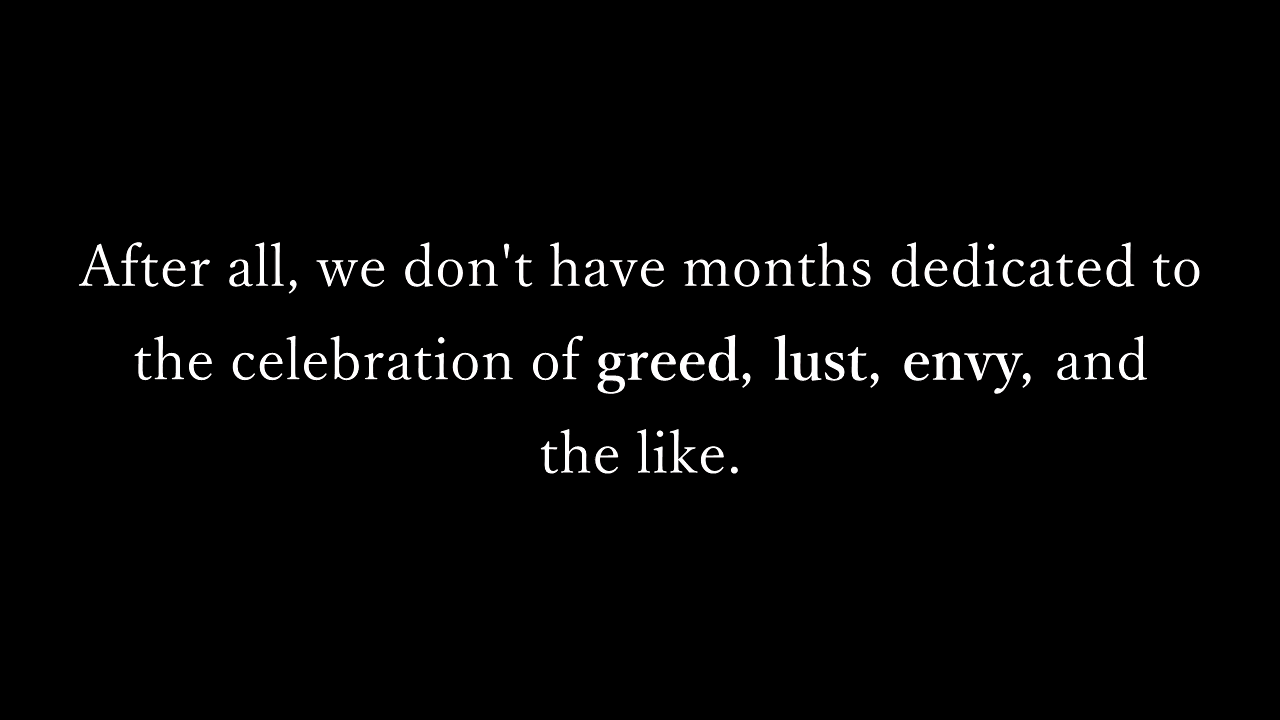 After all, we don't have months dedicated to
the celebration of greed, lust, envy, and
the like.